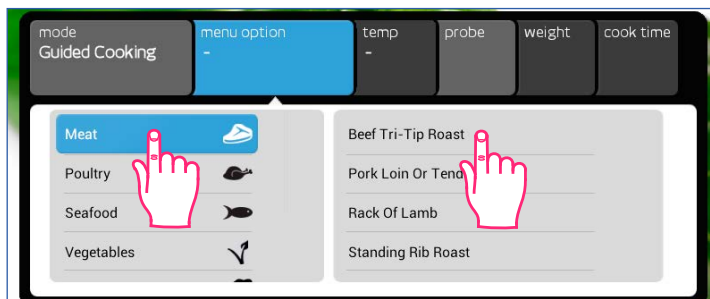 mode
Guided Cooking
menu option
-
temp
-
probe
weight
cook time
Meat
Poultry
Seafood
Vegetables
Beef Tri-Tip Roast
Pork Loin Or
Rack Of Lamb
Standing Rib Roast